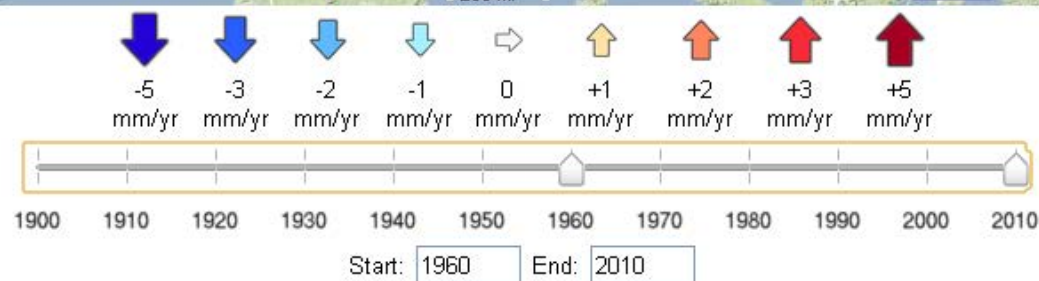 -5 -3 -2 -1 0 +1 +2 +3 +5
mm/yr mm/yr mm/yr mm/yr mm/yr mm/yr mm/yr mm/yr mm/yr
1900 1910 1920 1930 1940 1950 1960 1970 1980 1990 2000 2010
Start: 1960 End: 2010